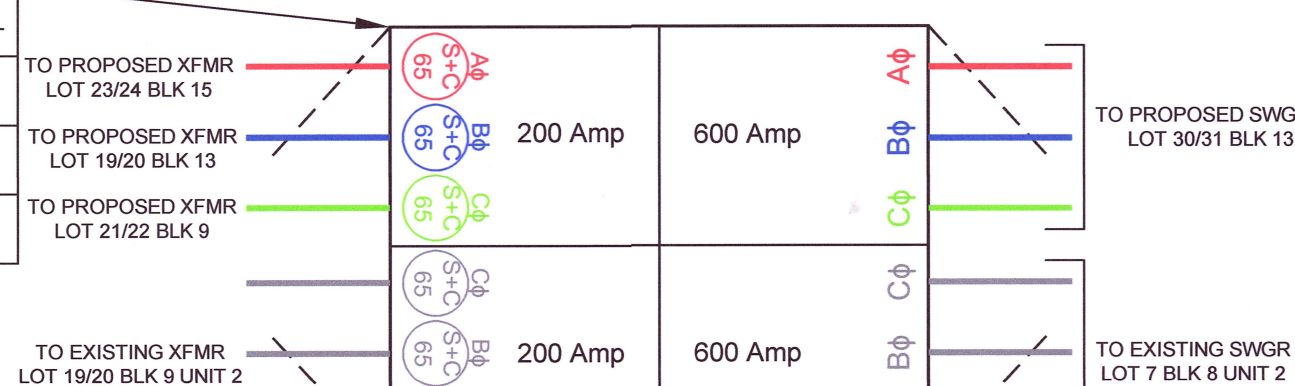 TO PROPOSED XFMR
LOT 23/24 BLK 15
TO PROPOSED XFMR
LOT 19/20 BLK 13
TO PROPOSED XFMR
LOT 21/22 BLK 9
TO EXISTING XFMR
LOT 19/20 BLK 9 UNIT 2
Aϕ
S+C
65
Bϕ
S+C
65
Cϕ
S+C
65
200 Amp
600 Amp
Aϕ
Bϕ
Cϕ
Cϕ
S+C
65
Bϕ
S+C
65
200 Amp
600 Amp
Cϕ
Bϕ
TO PROPOSED SWG
LOT 30/31 BLK 13
TO EXISTING SWGR
LOT 7 BLK 8 UNIT 2